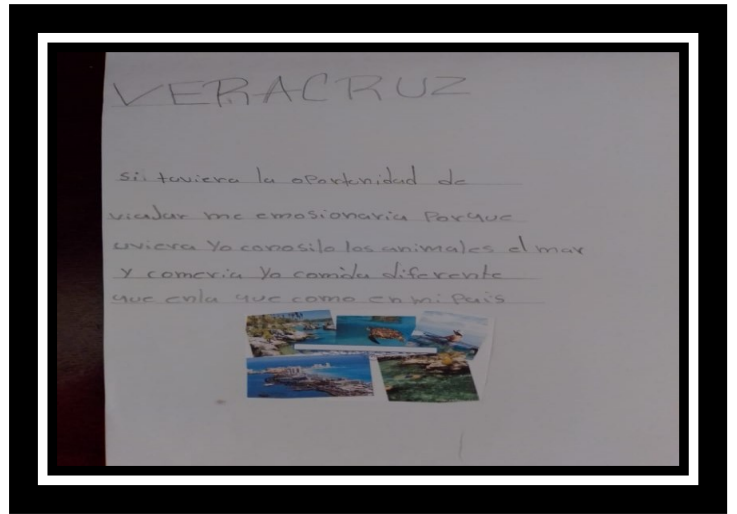 VERACRUZ
si tuviera la oportunidad de
viajar me emosionaria Porque
uviera Yo conosilo los animales el mar
y comeria Yo comida diferente
que enla que como en mi Pais